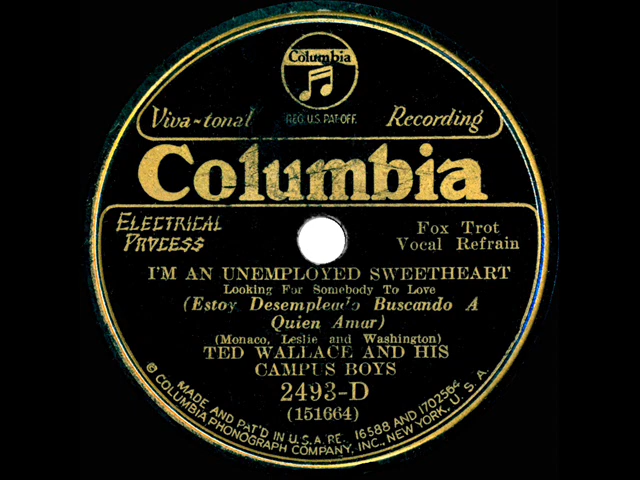 Columbia
REG. U.S. PAT. OFF.
Viva-tonal Recording
Columbia
ELECTRICAL PROCESS
Fox Trot
Vocal Refrain
I'M AN UNEMPLOYED SWEETHEART
Looking For Somebody To Love
(Estoy Desempleado Buscando A
Quien Amar)
(Monaco, Leslie and Washington)
TED WALLACE AND HIS
CAMPUS BOYS
2493-D
(151664)
MADE AND PAT'D IN U.S.A. RE. 16588 AND 1702564
© COLUMBIA PHONOGRAPH COMPANY, INC., NEW YORK, U.S.A.